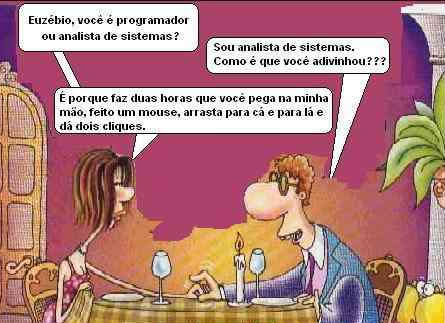 Euzébio, você é programador
ou analista de sistemas?
Sou analista de sistemas.
Como é que você adivinhou???
É porque faz duas horas que você pega na minha
mão, feito um mouse, arrasta para cá e para lá e
dá dois cliques.